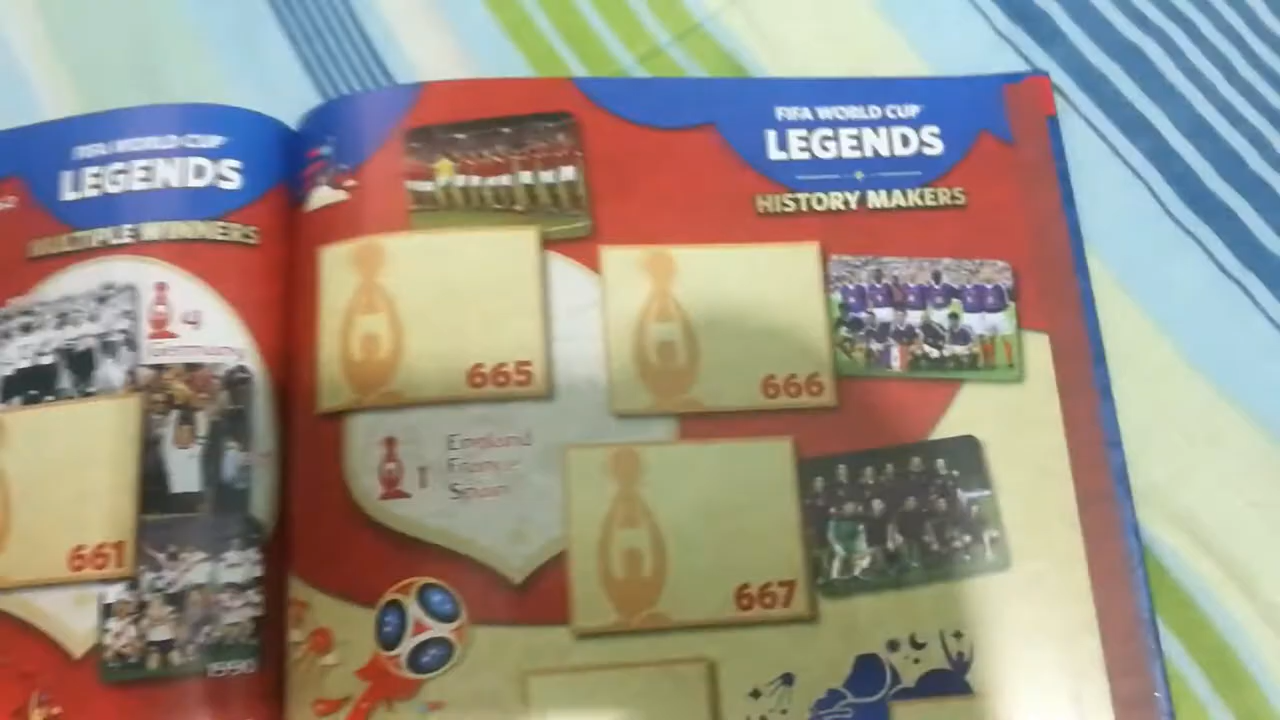 FIFA WORLD CUP
LEGENDS
MULTIPLE WINNERS
4
Germany
661
1990
FIFA WORLD CUP
LEGENDS
HISTORY MAKERS
665
666
1
England
France
Spain
667